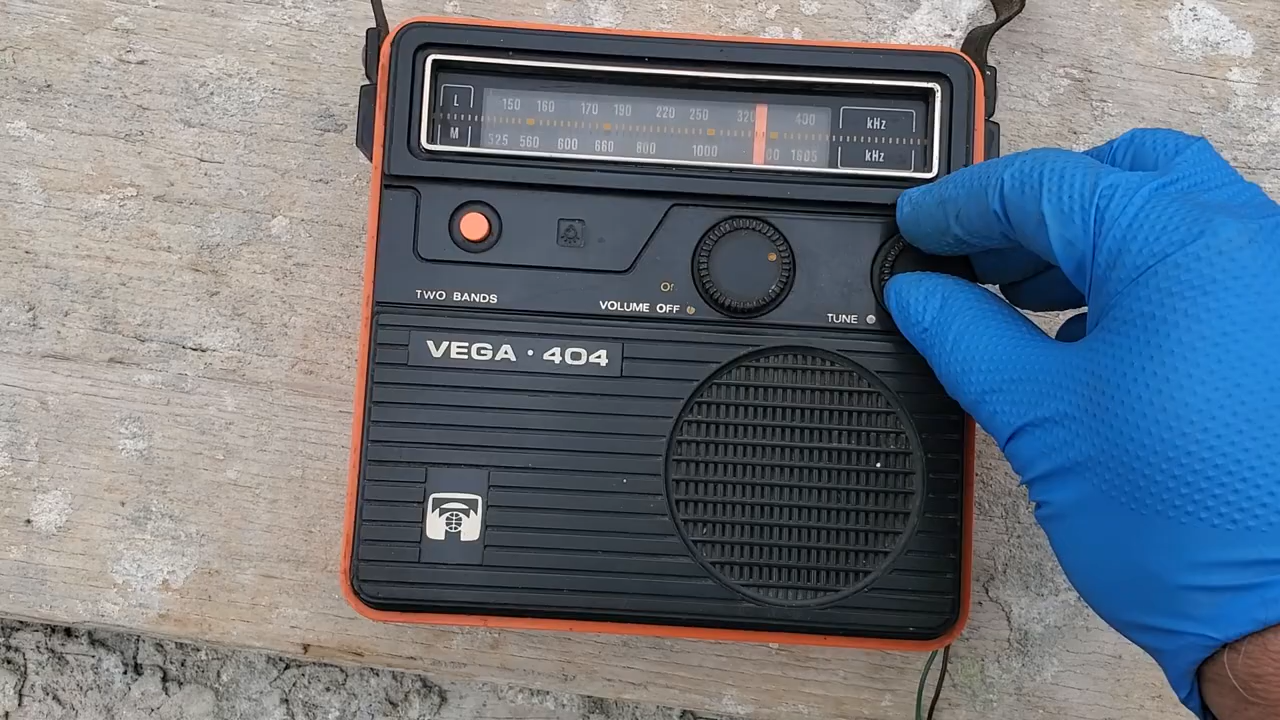 L 150 160 170 190 220 250 320 400 kHz
M 525 560 600 660 800 1000 1605 kHz
TWO BANDS
VOLUME OFF
TUNE
VEGA · 404